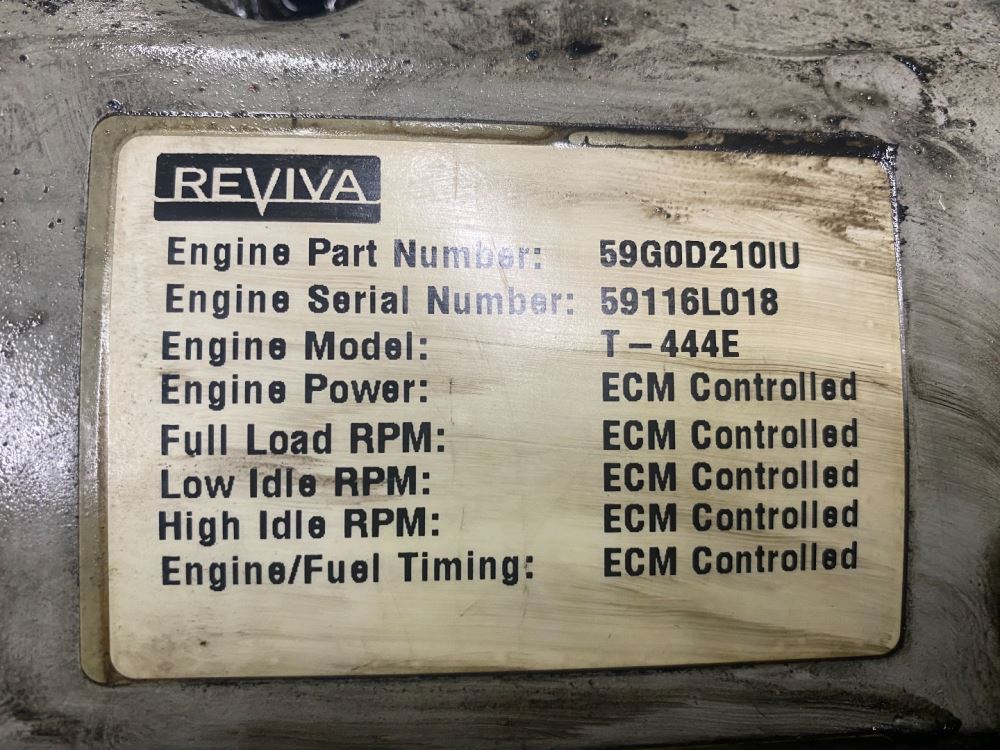 REVIVA
Engine Part Number: 59G0D210IU
Engine Serial Number: 59116L018
Engine Model: T-444E
Engine Power: ECM Controlled
Full Load RPM: ECM Controlled
Low Idle RPM: ECM Controlled
High Idle RPM: ECM Controlled
Engine/Fuel Timing: ECM Controlled